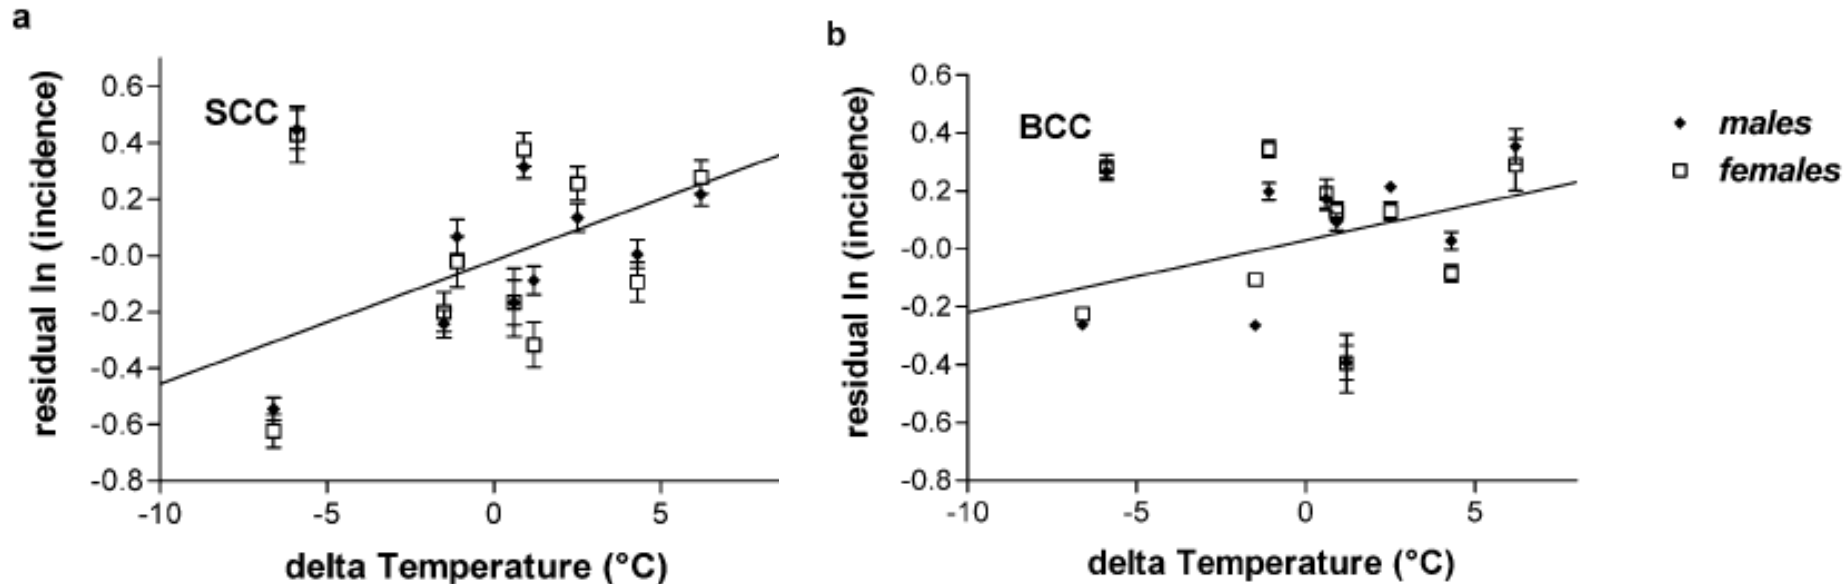 a
residual ln (incidence)
0.6
0.4
0.2
-0.0
-0.2
-0.4
-0.6
-0.8
SCC
-10
-5
0
5
delta Temperature (°C)
b
residual ln (incidence)
0.6
0.4
0.2
-0.0
-0.2
-0.4
-0.6
-0.8
BCC
-10
-5
0
5
delta Temperature (°C)
males
females